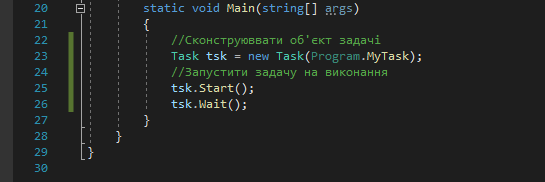 20 static void Main(string[] args)
21 {
22 //Сконструюввати об'єкт задачі
23 Task tsk = new Task(Program.MyTask);
24 //Запустити задачу на виконання
25 tsk.Start();
26 tsk.Wait();
27 }
28 }
29 }
30